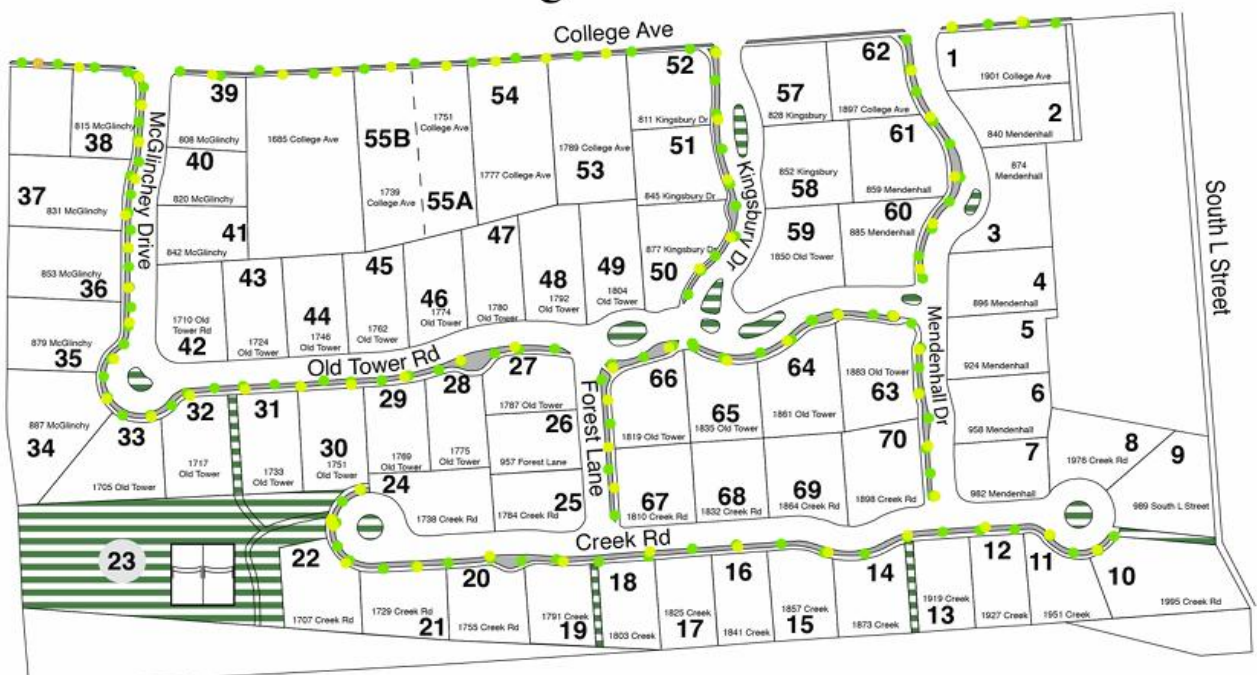 College Ave
1
1901 College Ave
2
840 Mendenhall
874
Mendenhall
3
4
896 Mendenhall
5
924 Mendenhall
6
958 Mendenhall
7
982 Mendenhall
8
1976 Creek Rd
9
989 South L Street
South L Street
10
1995 Creek Rd
11
1951 Creek
12
1927 Creek
13
1919 Creek
14
1873 Creek
15
1857 Creek
16
1841 Creek
17
1825 Creek
18
1803 Creek
19
1791 Creek
20
1755 Creek Rd
21
1729 Creek Rd
22
1707 Creek Rd
23
24
1738 Creek Rd
25
1784 Creek Rd
26
957 Forest Lane
27
1787 Old Tower
28
1775
Old Tower
29
1769
Old Tower
30
1751
Old Tower
31
1733
Old Tower
32
1717
Old Tower
33
1705 Old Tower
34
887 McGlinchy
35
879 McGlinchy
36
853 McGlinchy
37
831 McGlinchy
38
815 McGlinchy
McGlinchey Drive
39
808 McGlinchy
40
820 McGlinchy
41
842 McGlinchy
42
1710 Old
Tower Rd
43
1724
Old Tower
44
1746
Old Tower
45
1762
Old Tower
46
1774
Old Tower
47
1780
Old Tower
48
1792
Old Tower
49
1804
Old Tower
50
877 Kingsbury Dr
51
845 Kingsbury Dr
52
811 Kingsbury Dr
53
1789 College Ave
54
1777 College Ave
55A
1751
College Ave
55B
1739
College Ave
1685 College Ave
57
828 Kingsbury
58
852 Kingsbury
59
1850 Old Tower
60
885 Mendenhall
61
859 Mendenhall
62
1897 College Ave
63
1883 Old Tower
64
1861 Old Tower
65
1835 Old Tower
66
1819 Old Tower
67
1810 Creek Rd
68
1832 Creek Rd
69
1864 Creek Rd
70
1898 Creek Rd
Kingsbury Dr
Mendenhall Dr
Old Tower Rd
Forest Lane
Creek Rd